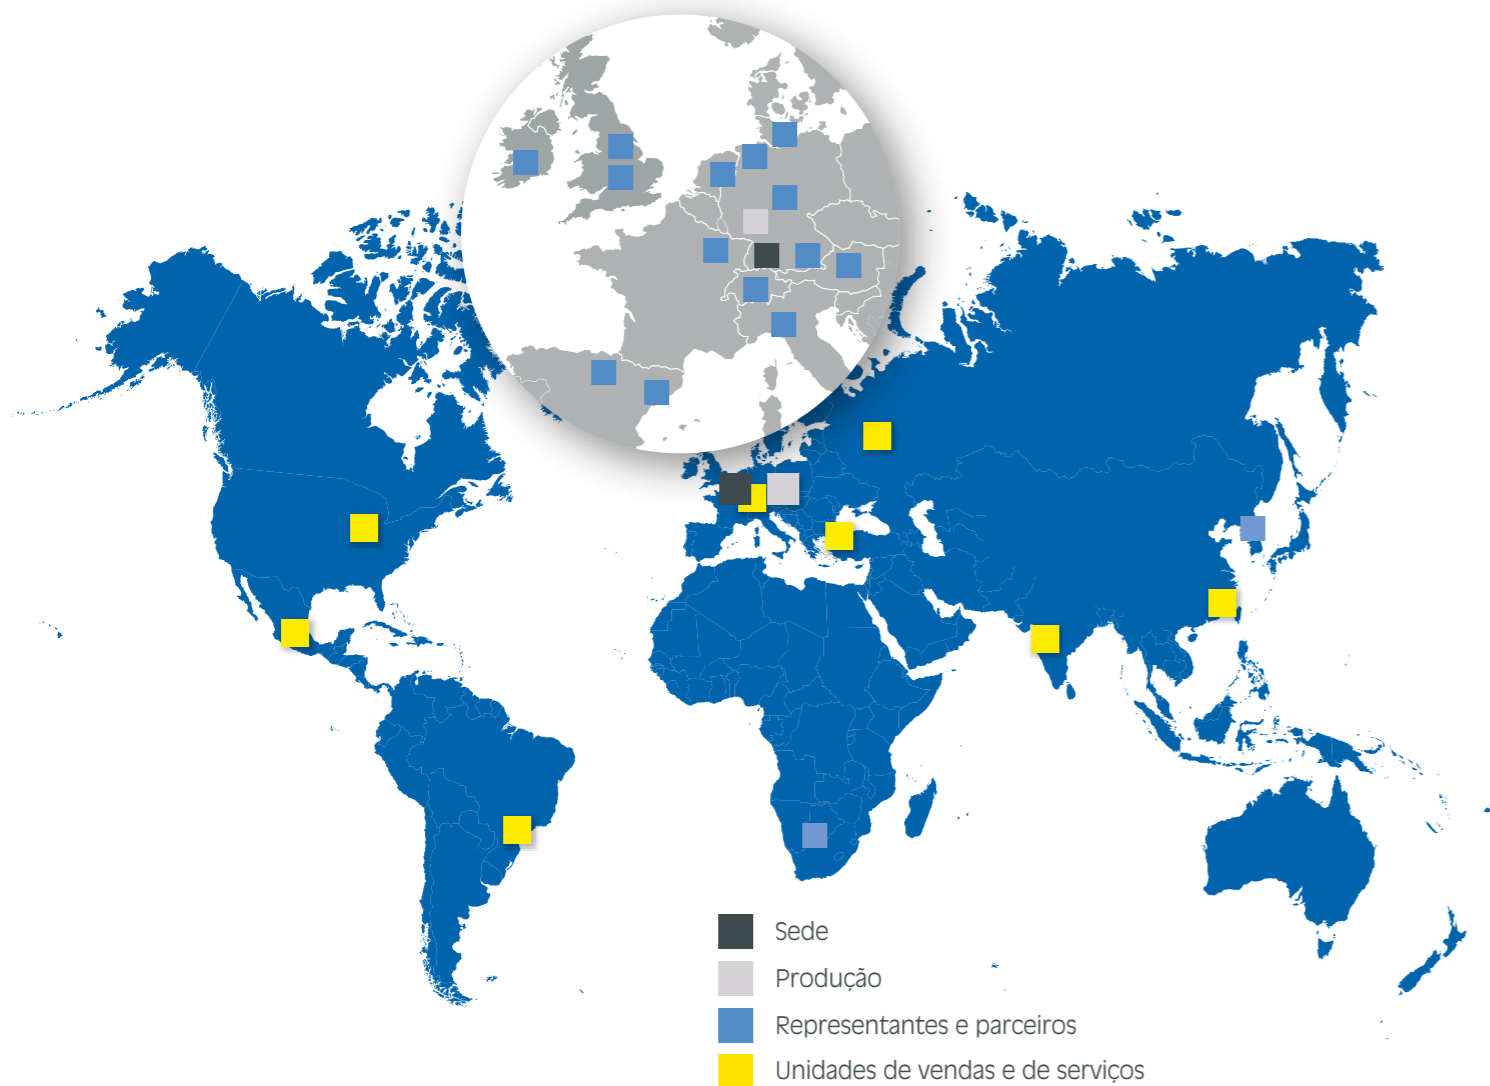 Sede
Produção
Representantes e parceiros
Unidades de vendas e de serviços